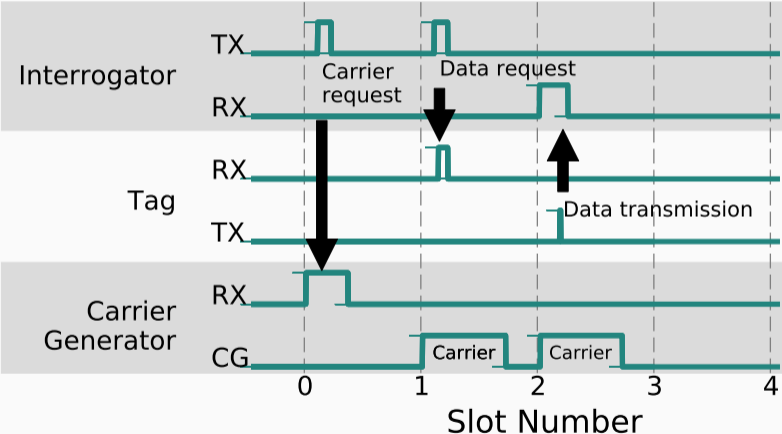 TX
Interrogator
Carrier
request
Data request
RX
RX
Tag
Data transmission
TX
RX
Carrier
Generator
CG
Carrier
Carrier
0 1 2 3 4
Slot Number